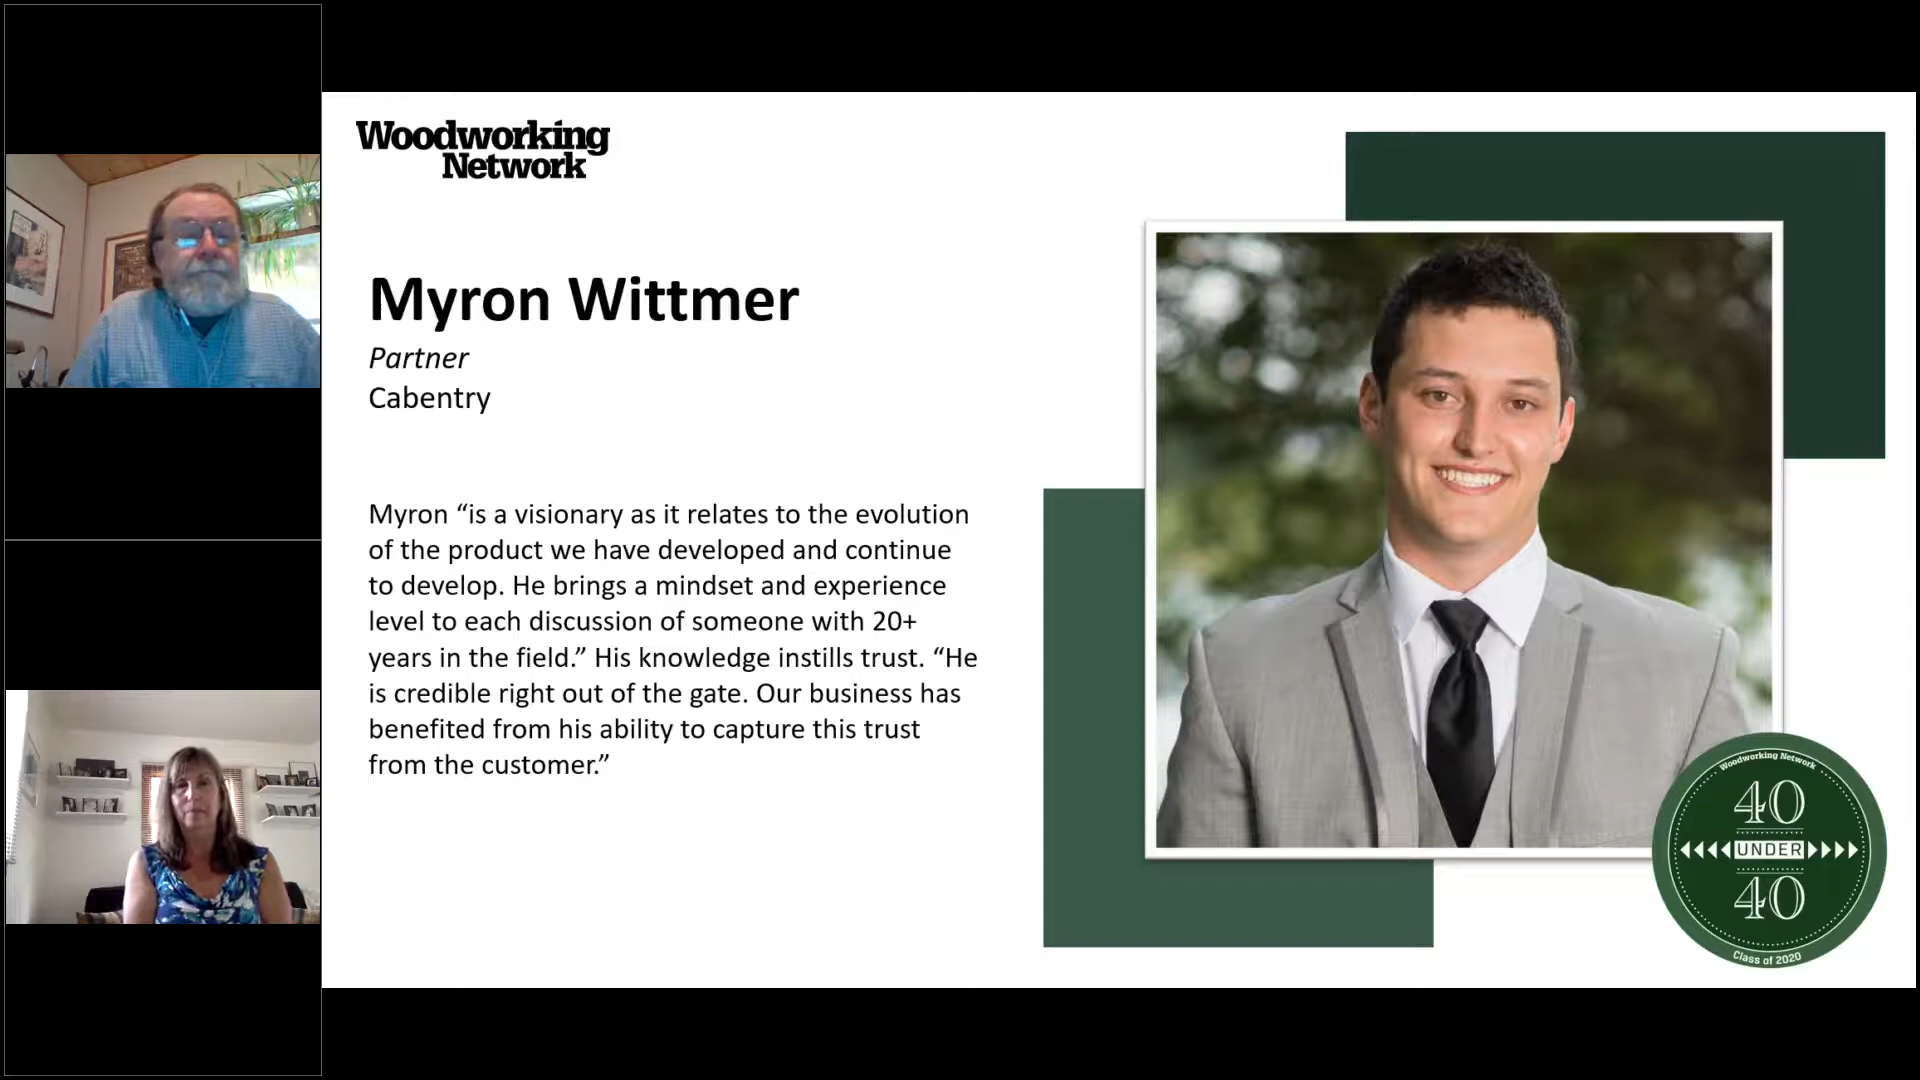 Woodworking
Network
Myron Wittmer
Partner
Cabentry
Myron “is a visionary as it relates to the evolution
of the product we have developed and continue
to develop. He brings a mindset and experience
level to each discussion of someone with 20+
years in the field.” His knowledge instills trust. “He
is credible right out of the gate. Our business has
benefited from his ability to capture this trust
from the customer.”
Woodworking Network
40
UNDER
40
Class of 2020